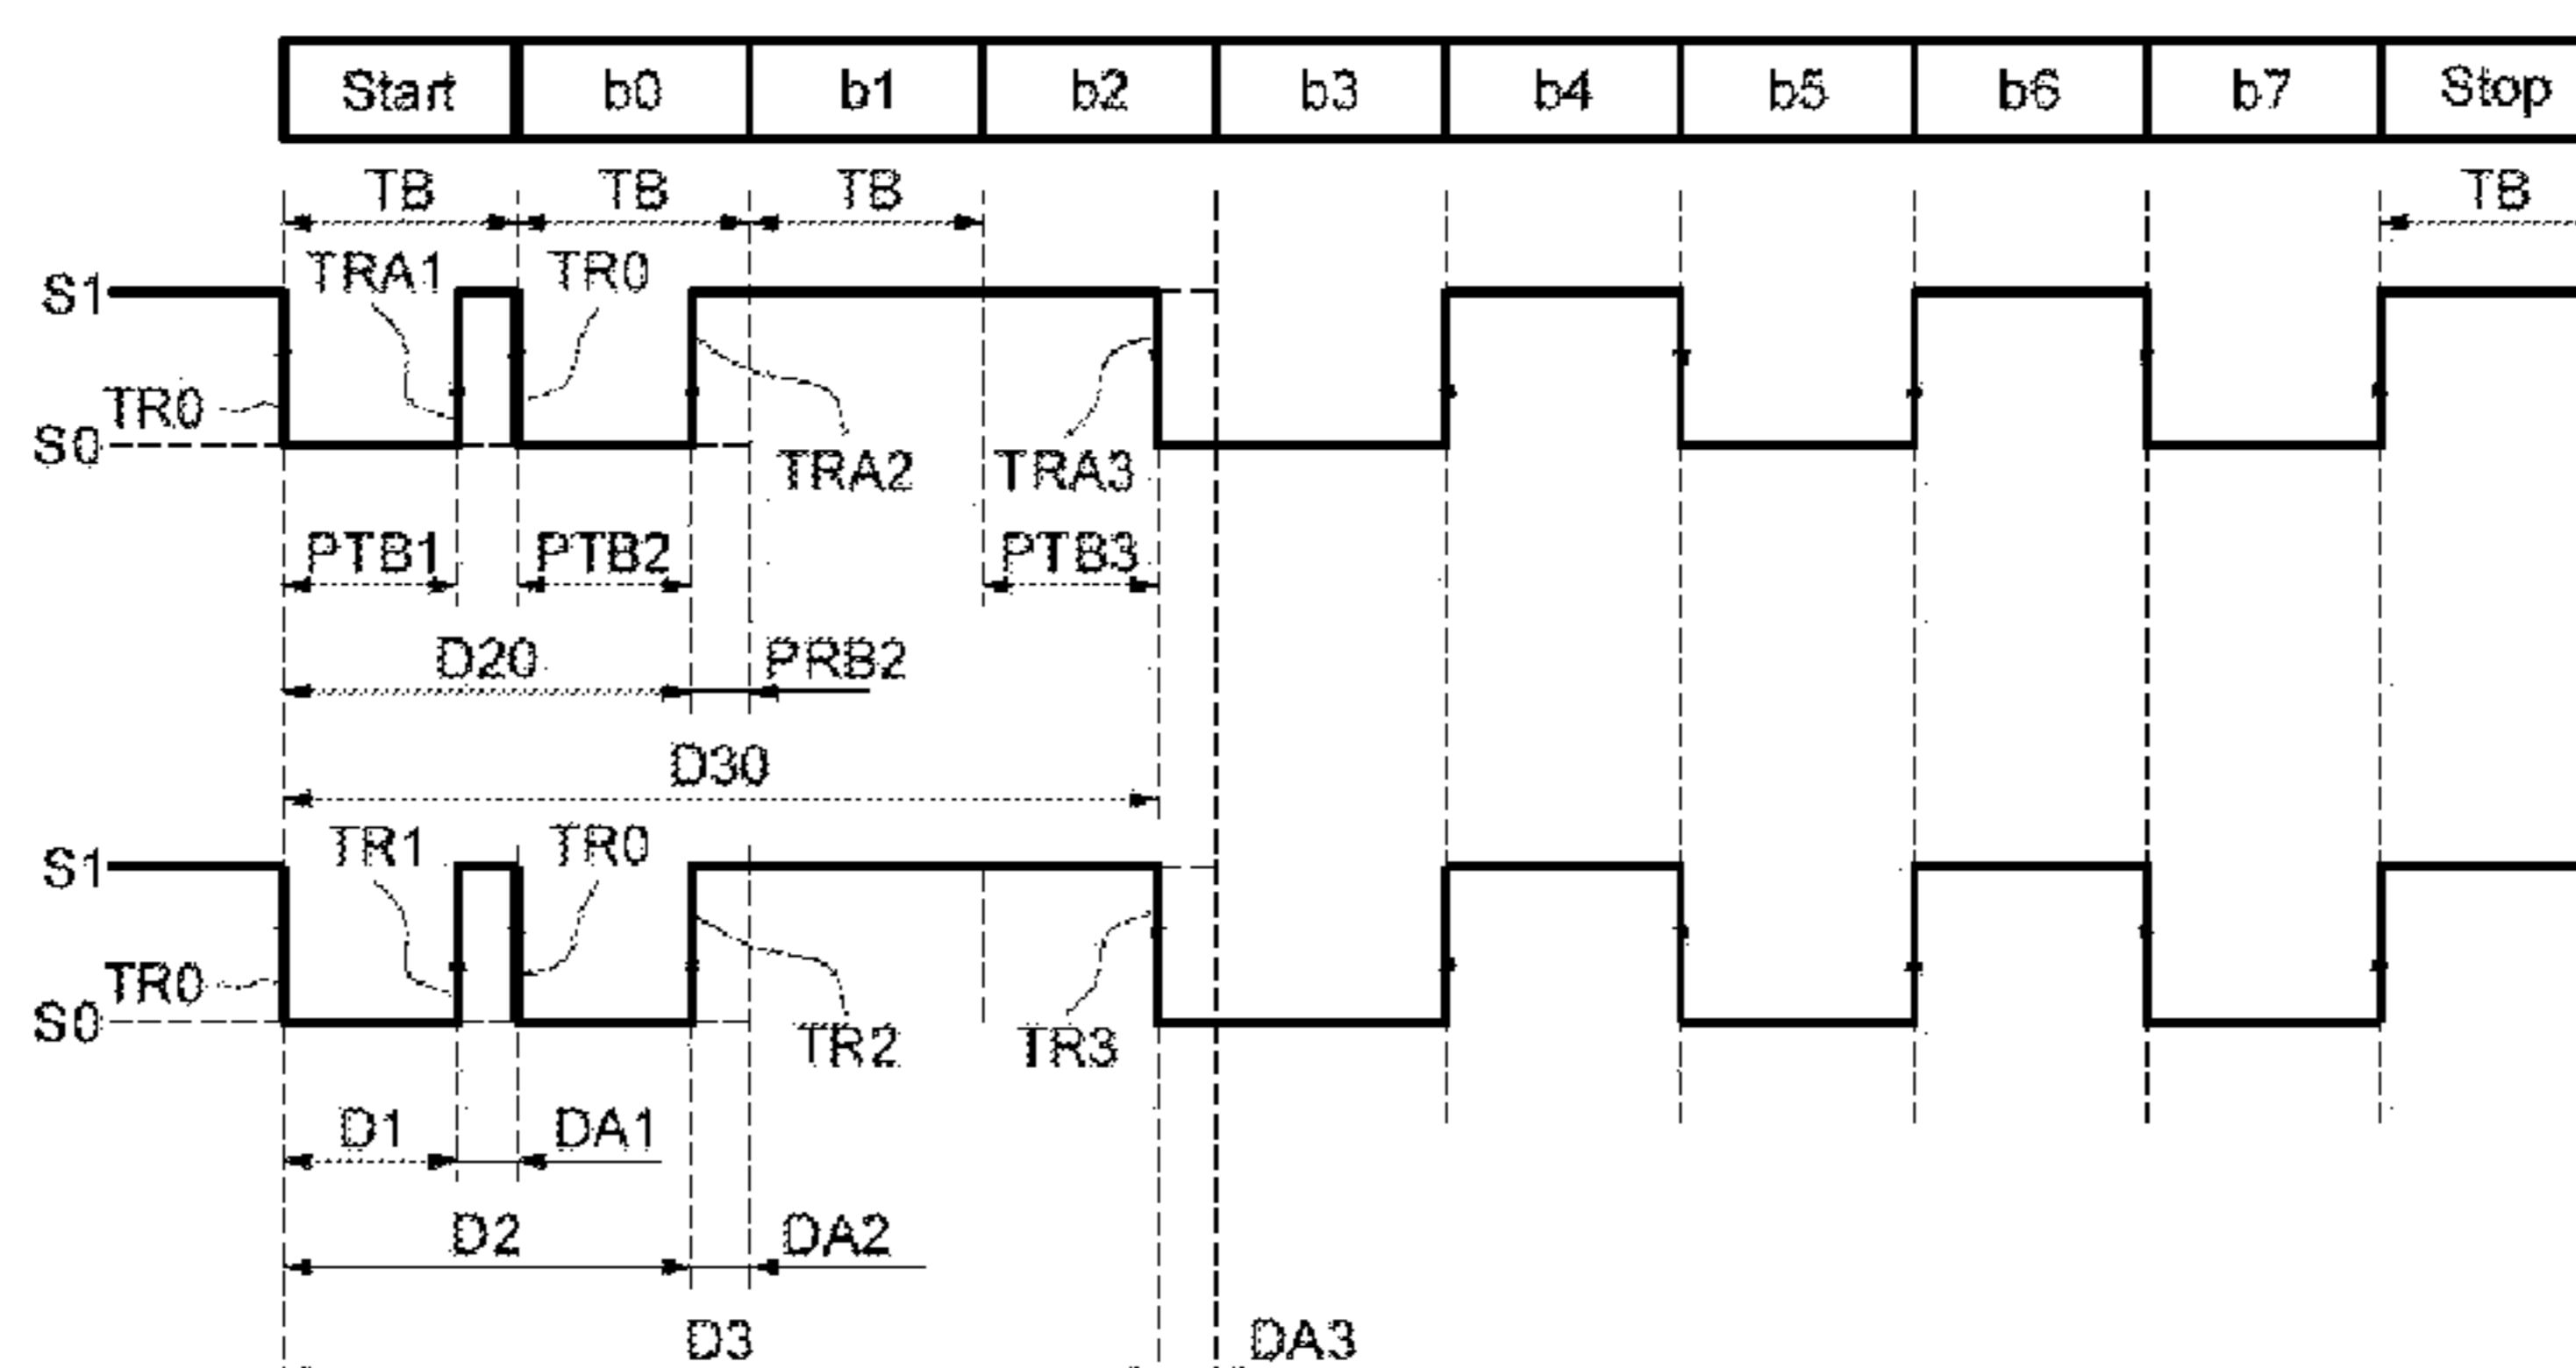 Start b0 b1 b2 b3 b4 b5 b6 b7 Stop
TB TB TB TB
TRA1 TR0
S1
TR0
S0
TRA2 TRA3
PTB1 PTB2 PTB3
D20 PRB2
D30
TR1 TR0
S1
TR0
S0
TR2 TR3
D1 DA1
D2 DA2
D3 DA3